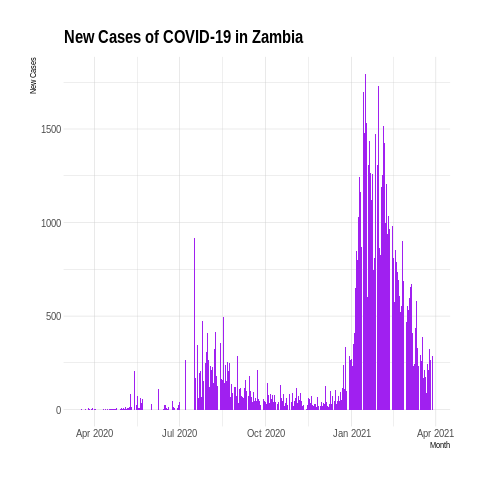 New Cases of COVID-19 in Zambia
New Cases
1500
1000
500
0
Apr 2020 Jul 2020 Oct 2020 Jan 2021 Apr 2021
Month